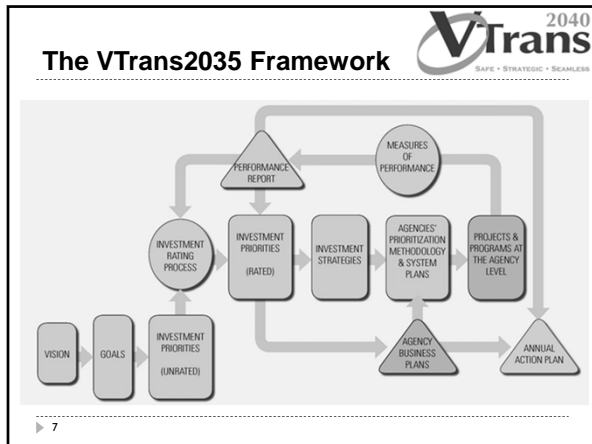 The VTrans2035 Framework
VTrans
2040
SAFE • STRATEGIC • SEAMLESS
PERFORMANCE
REPORT
MEASURES
OF
PERFORMANCE
INVESTMENT
RATING
PROCESS
INVESTMENT
PRIORITIES
(RATED)
INVESTMENT
STRATEGIES
AGENCIES'
PRIORITIZATION
METHODOLOGY
& SYSTEM
PLANS
PROJECTS &
PROGRAMS AT
THE AGENCY
LEVEL
VISION
GOALS
INVESTMENT
PRIORITIES
(UNRATED)
AGENCY
BUSINESS
PLANS
ANNUAL
ACTION PLAN
7